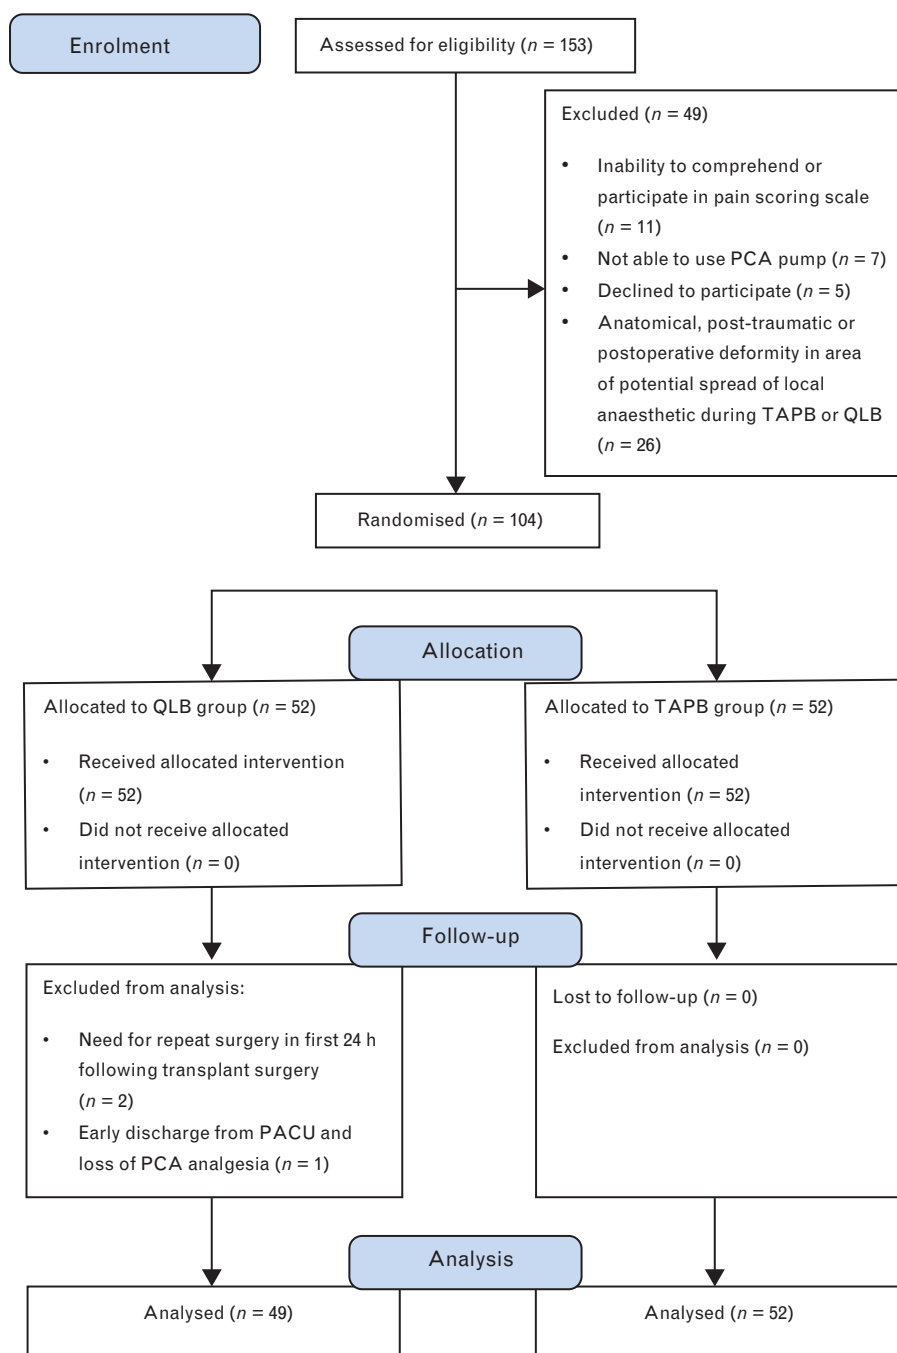 Enrolment
Assessed for eligibility (n = 153)
Excluded (n = 49)
• Inability to comprehend or
participate in pain scoring scale
(n = 11)
• Not able to use PCA pump (n = 7)
• Declined to participate (n = 5)
• Anatomical, post-traumatic or
postoperative deformity in area
of potential spread of local
anaesthetic during TAPB or QLB
(n = 26)
Randomised (n = 104)
Allocation
Allocated to QLB group (n = 52)
• Received allocated intervention
(n = 52)
• Did not receive allocated
intervention (n = 0)
Allocated to TAPB group (n = 52)
• Received allocated
intervention (n = 52)
• Did not receive allocated
intervention (n = 0)
Follow-up
Excluded from analysis:
• Need for repeat surgery in first 24 h
following transplant surgery
(n = 2)
• Early discharge from PACU and
loss of PCA analgesia (n = 1)
Lost to follow-up (n = 0)
Excluded from analysis (n = 0)
Analysis
Analysed (n = 49)
Analysed (n = 52)